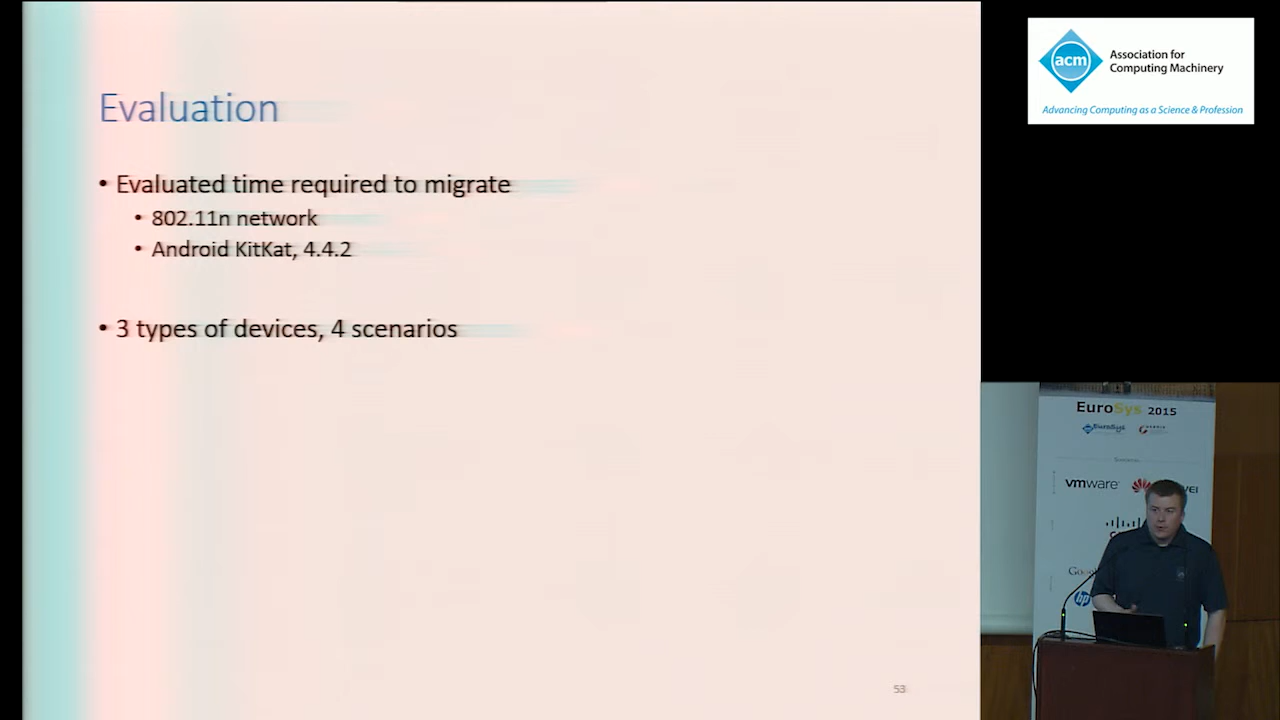 Evaluation
• Evaluated time required to migrate
• 802.11n network
• Android KitKat, 4.4.2
• 3 types of devices, 4 scenarios
53
acm
Association for
Computing Machinery
Advancing Computing as a Science & Profession
EuroSys 2015
vmware
hp